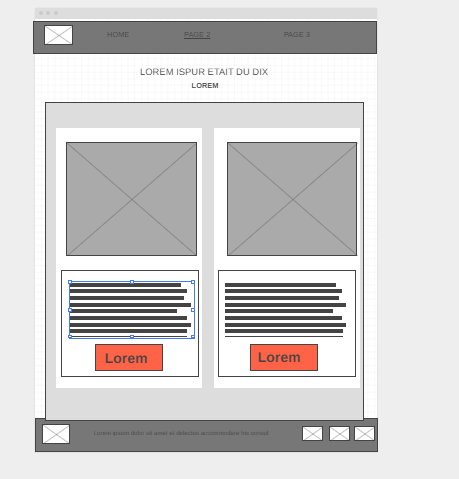 HOME PAGE 2 PAGE 3
LOREM ISPUR ETAIT DU DIX
LOREM
Lorem Lorem
Lorem ipsum dolor sit amet in delectus accommodare his consul